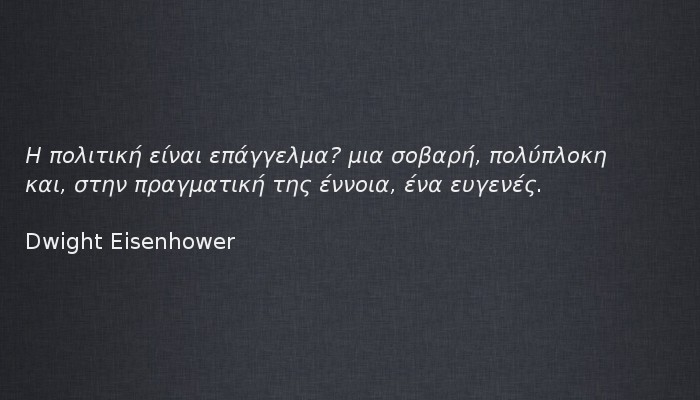 Η πολιτική είναι επάγγελμα? μια σοβαρή, πολύπλοκη
και, στην πραγματική της έννοια, ένα ευγενές.
Dwight Eisenhower